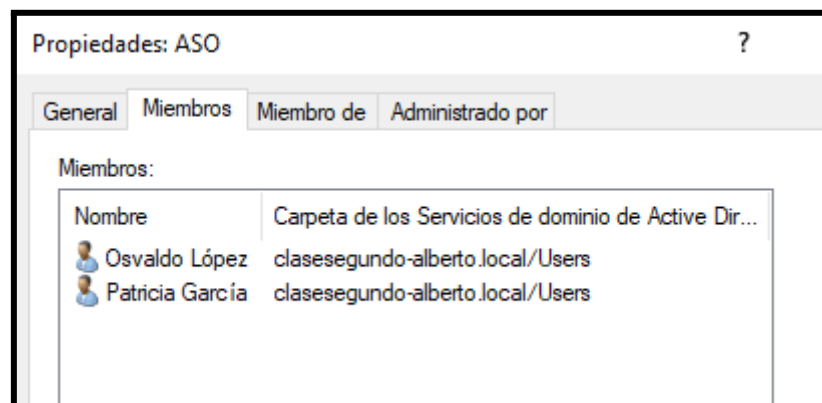 Propiedades: ASO ?
General Miembros Miembro de Administrado por
Miembros:
Nombre Carpeta de los Servicios de dominio de Active Dir...
Osvaldo López clasesegundo-alberto.local/Users
Patricia García clasesegundo-alberto.local/Users